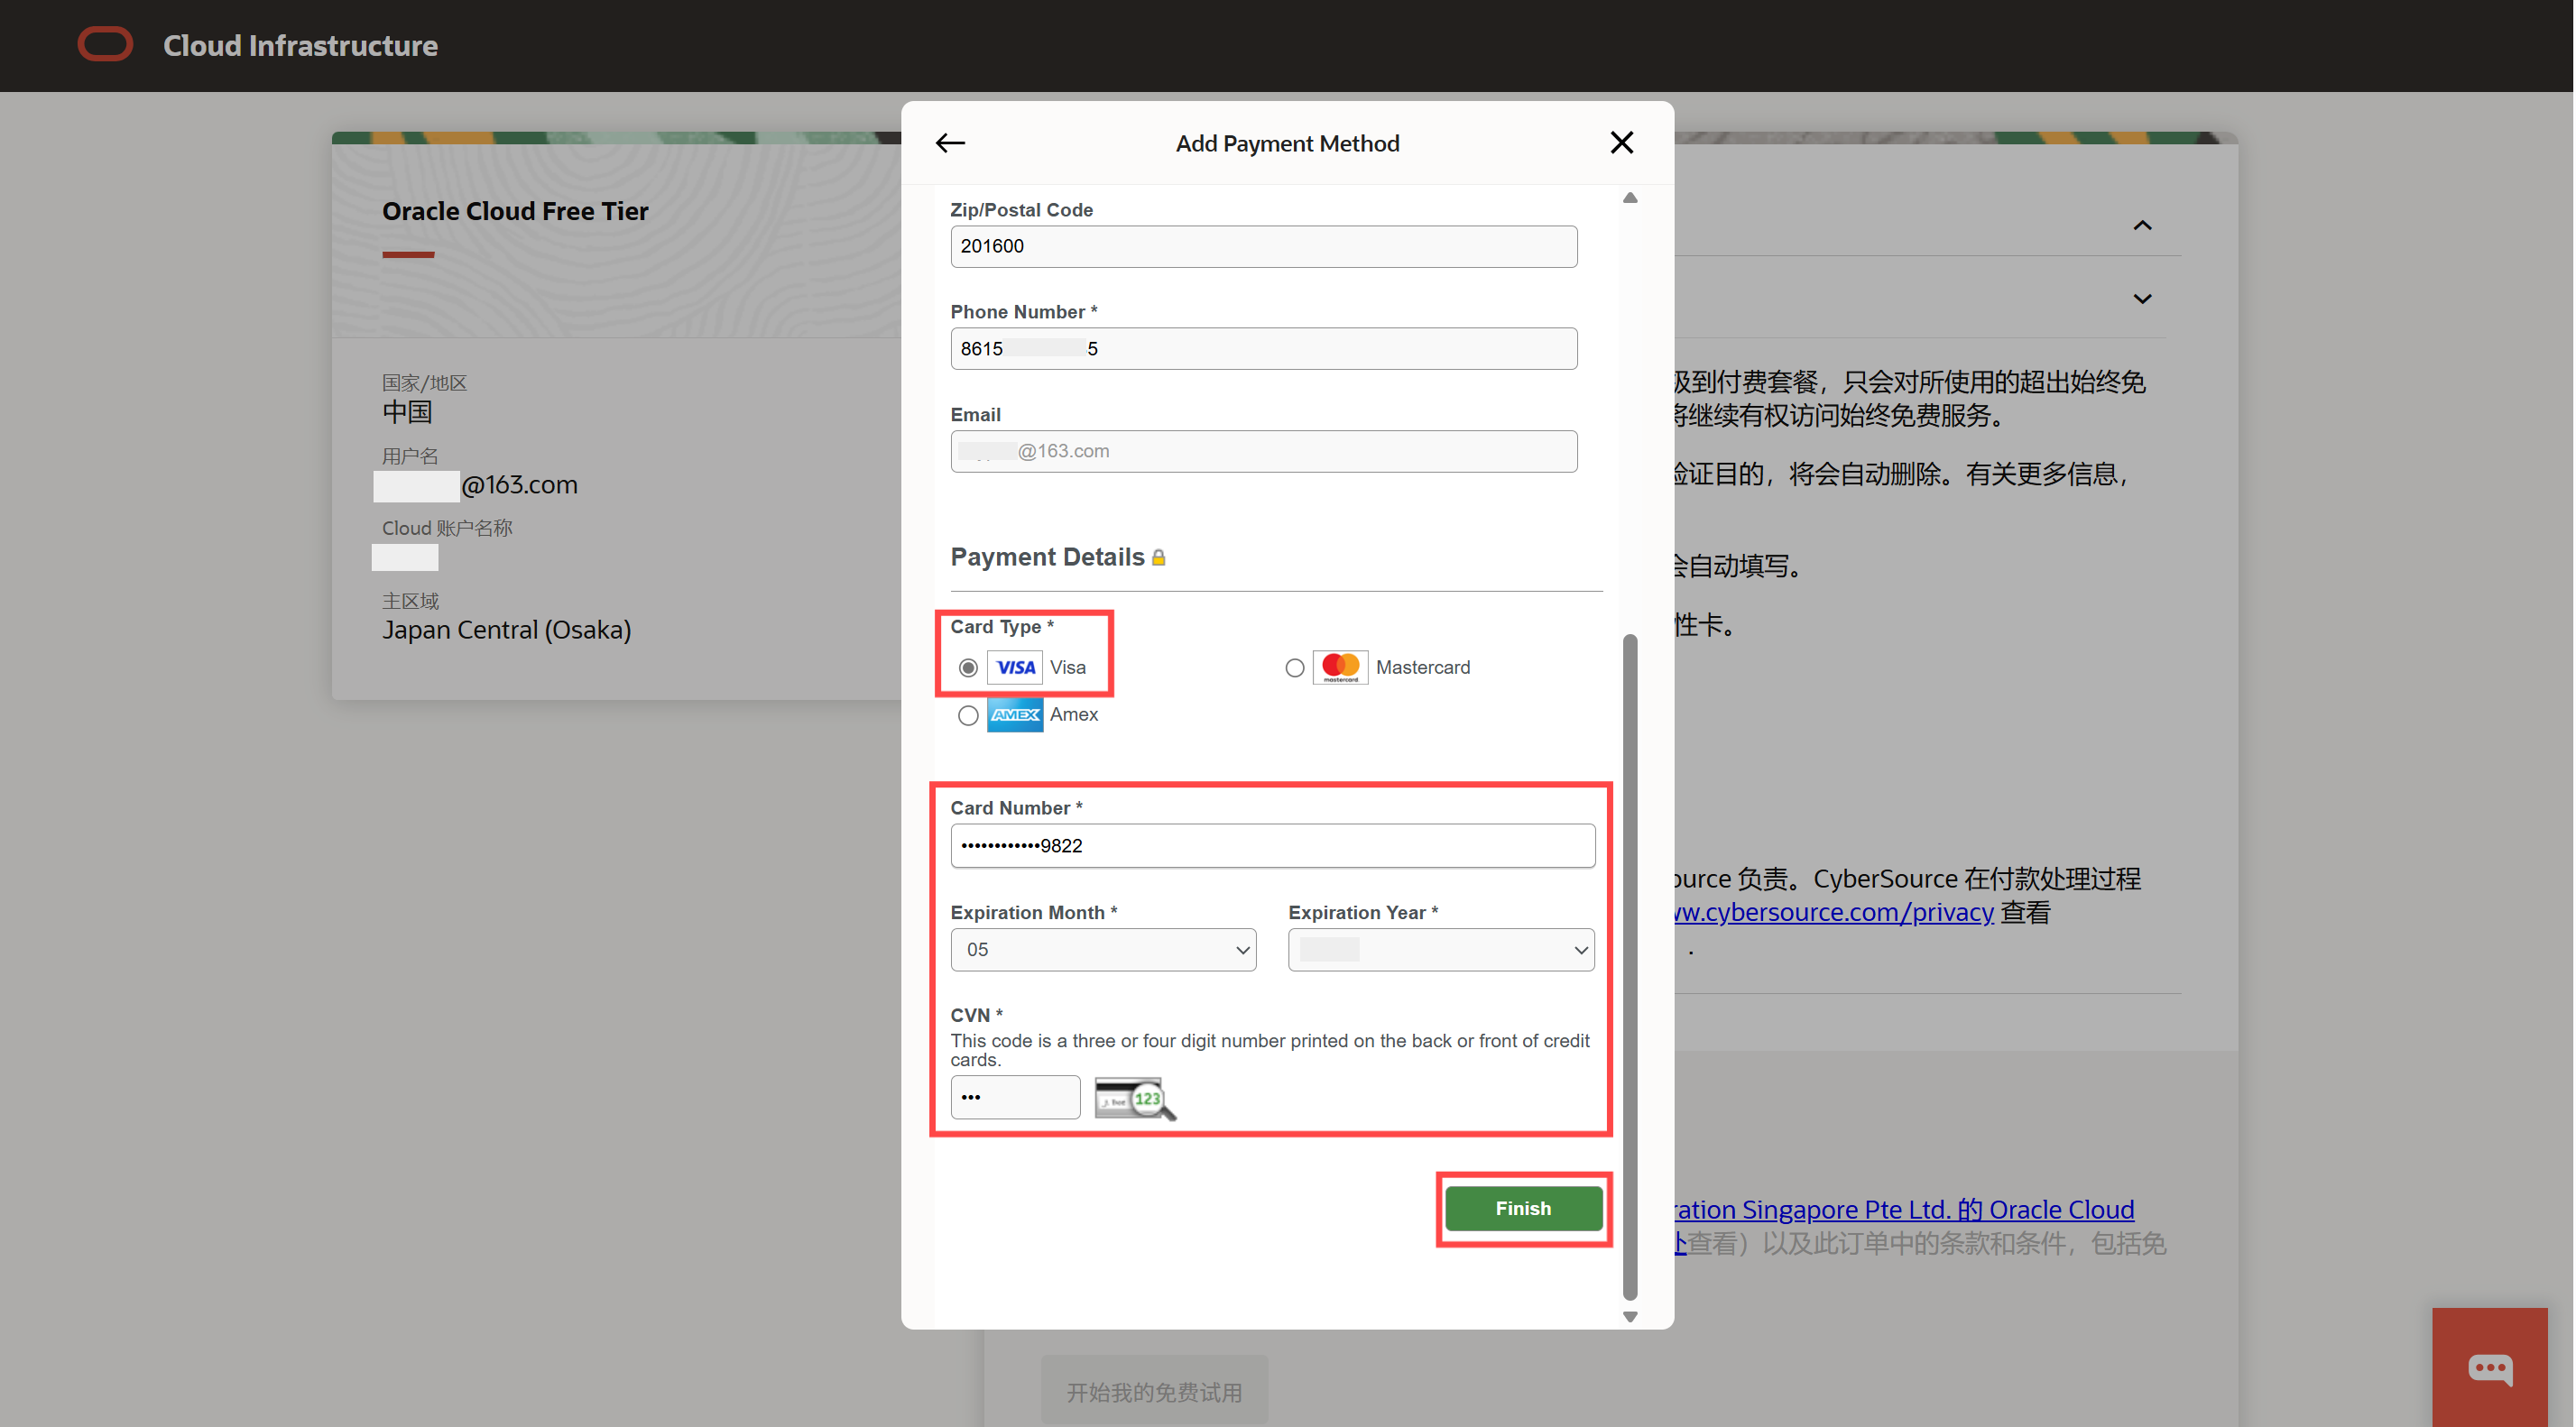 Cloud Infrastructure
Oracle Cloud Free Tier
国家/地区
中国
用户名
@163.com
Cloud 账户名称
主区域
Japan Central (Osaka)
Add Payment Method
Zip/Postal Code
201600
Phone Number *
8615 5
Email
@163.com
Payment Details
Card Type *
VISA Visa
mastercard Mastercard
AMEX Amex
Card Number *
••••••••••••9822
Expiration Month *
Expiration Year *
05
CVN *
This code is a three or four digit number printed on the back or front of credit
cards.
•••
J. Doe 123
Finish
到付费套餐，只会对所使用的超出始终免
继续有权访问始终免费服务。
证目的，将会自动删除。有关更多信息，
会自动填写。
性卡。
ource 负责。CyberSource 在付款处理过程
ww.cybersource.com/privacy 查看
.
ration Singapore Pte Ltd. 的 Oracle Cloud
查看）以及此订单中的条款和条件，包括免
开始我的免费试用